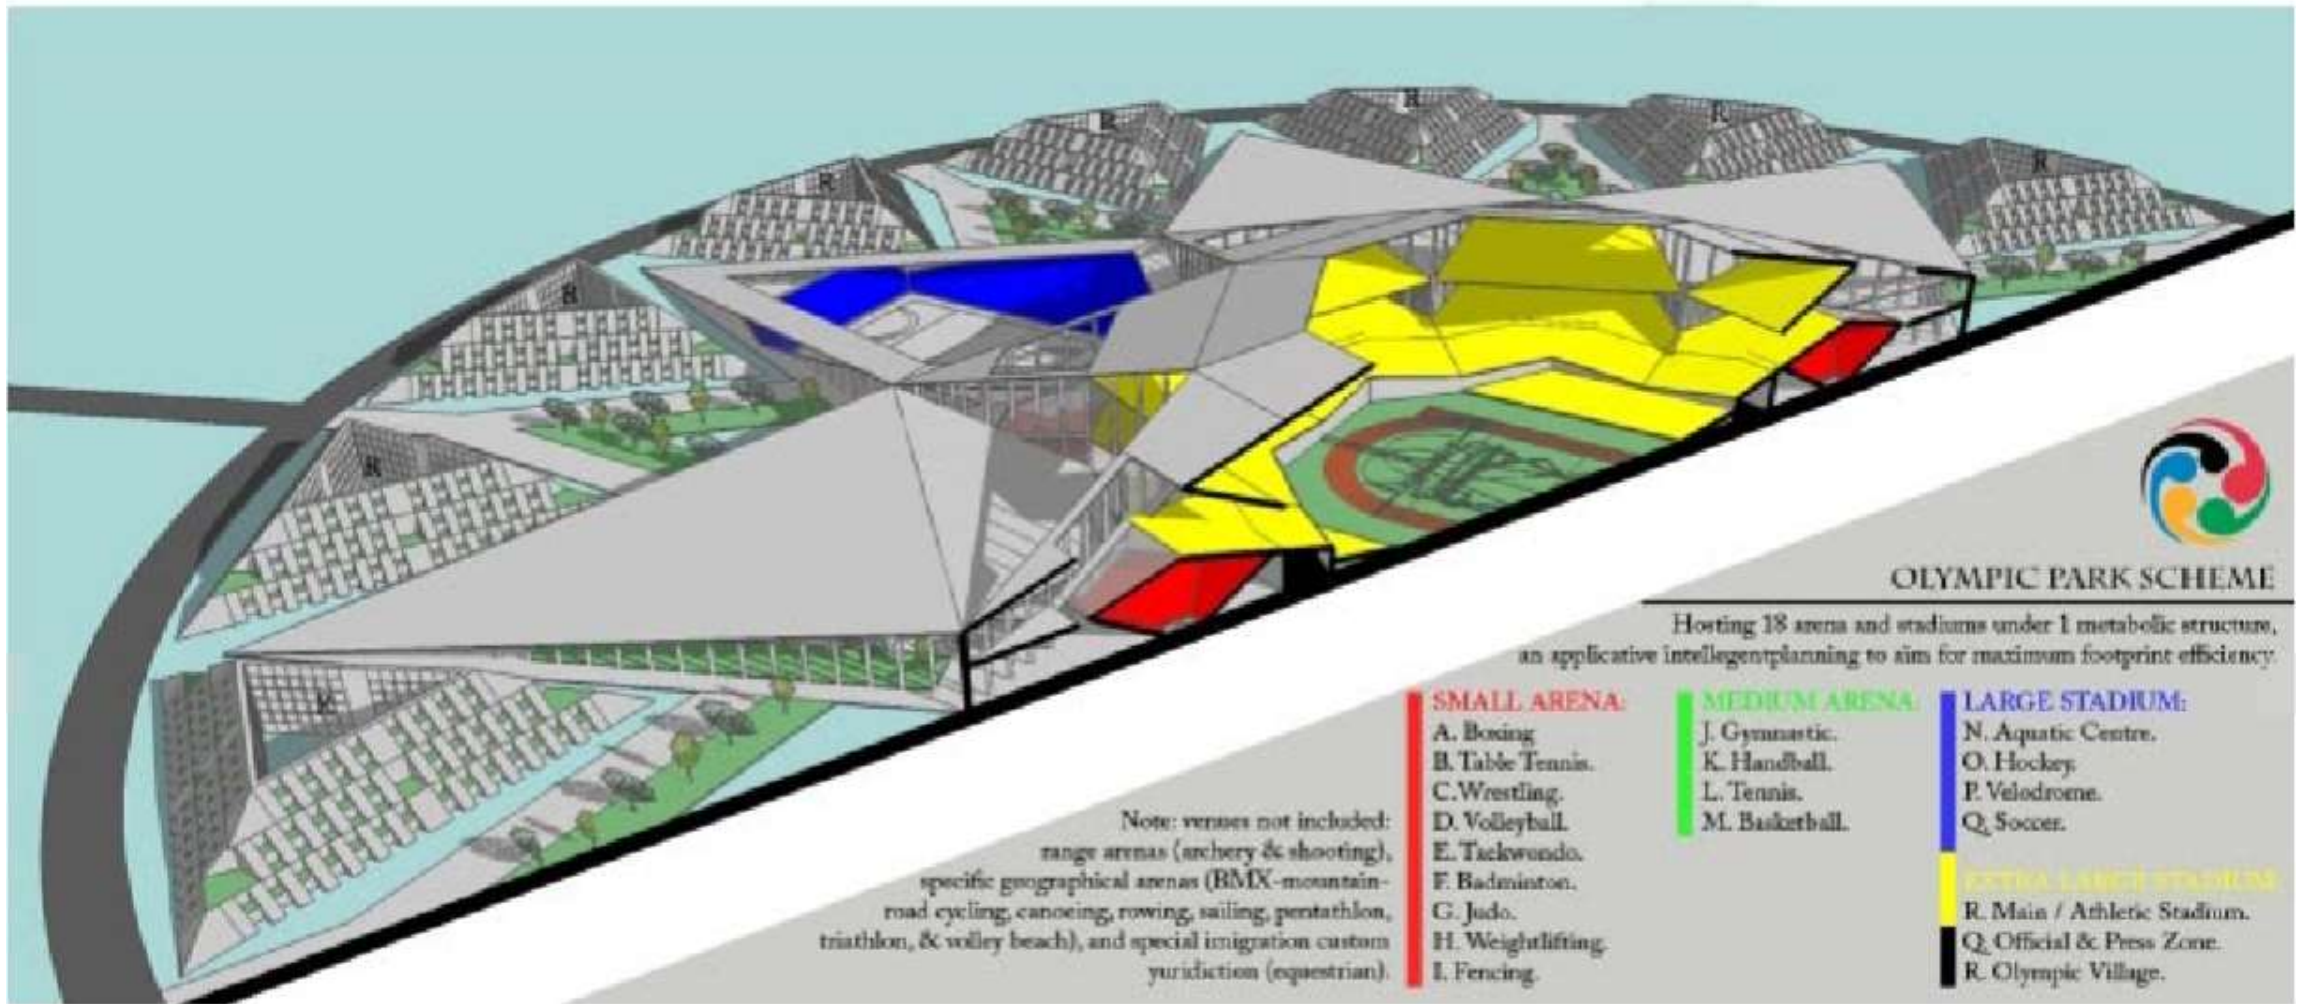 R
R
R
R
R
R
R
R
OLYMPIC PARK SCHEME
Hosting 18 arena and stadiums under 1 metabolic structure,
an applicative intellegentplanning to aim for maximum footprint efficiency
Note: venues not included:
range arenas (archery & shooting),
specific geographical arenas (BMX-mountain-
road cycling, canoeing, rowing, sailing, pentathlon,
triathlon, & volley beach), and special imigration custom
yuridiction (equestrian).
SMALL ARENA:
A. Boxing
B. Table Tennis.
C.Wrestling.
D. Volleyball.
E. Taekwondo.
F. Badminton.
G. Judo.
H. Weightlifting.
I. Fencing.
MEDIUM ARENA:
J. Gymnastic.
K. Handball.
L. Tennis.
M. Basketball.
LARGE STADIUM:
N. Aquatic Centre.
O. Hockey.
P. Velodrome.
Q. Soccer.
EXTRA LARGE STADIUM:
R. Main / Athletic Stadium.
Q. Official & Press Zone.
R. Olympic Village.